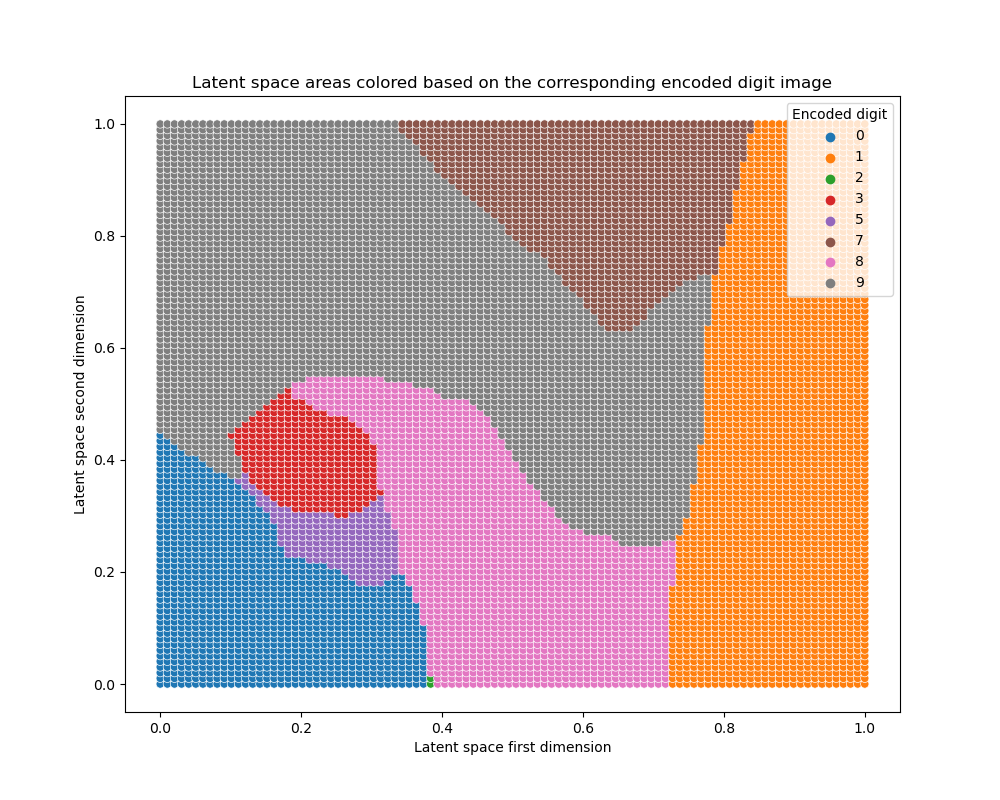 Latent space areas colored based on the corresponding encoded digit image
Encoded digit
0
1
2
3
5
7
8
9
1.0
0.8
0.6
0.4
0.2
0.0
Latent space second dimension
0.0 0.2 0.4 0.6 0.8 1.0
Latent space first dimension